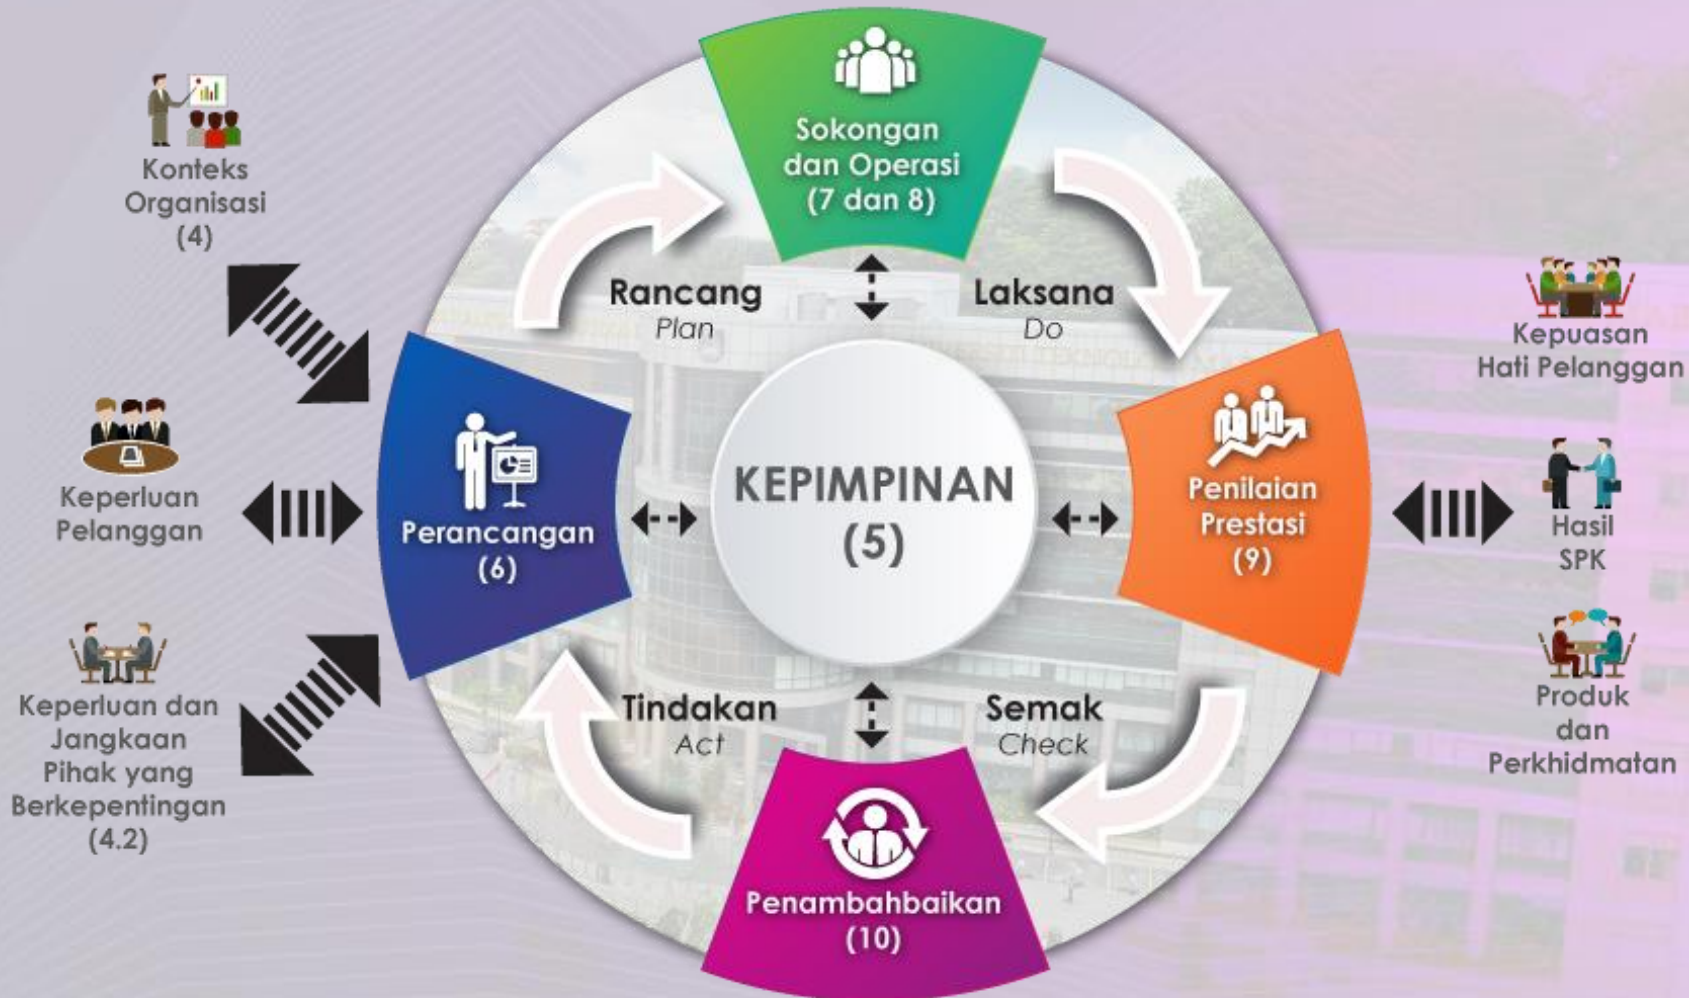 Konteks
Organisasi
(4)
Keperluan
Pelanggan
Keperluan dan
Jangkaan
Pihak yang
Berkepentingan
(4.2)
Sokongan
dan Operasi
(7 dan 8)
Rancang
Plan
Laksana
Do
Perancangan
(6)
KEPIMPINAN
(5)
Penilaian
Prestasi
(9)
Tindakan
Act
Semak
Check
Penambahbaikan
(10)
Kepuasan
Hati Pelanggan
Hasil
SPK
Produk
dan
Perkhidmatan